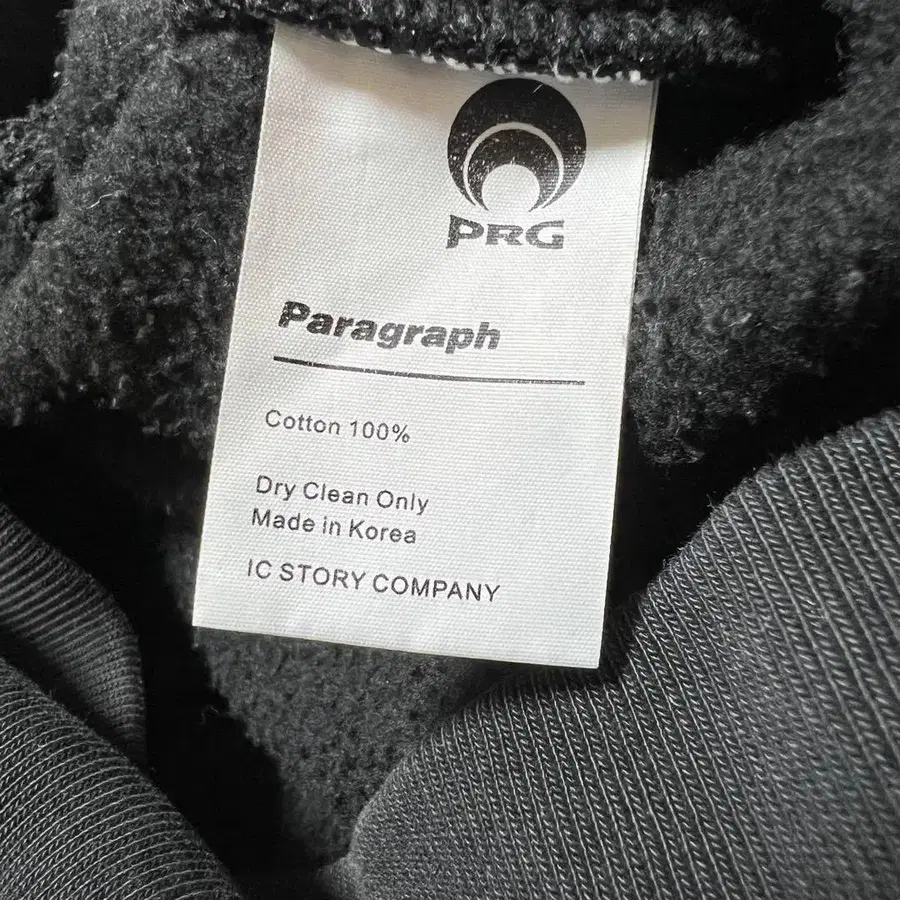 PRG
Paragraph
Cotton 100%
Dry Clean Only
Made in Korea
IC STORY COMPANY